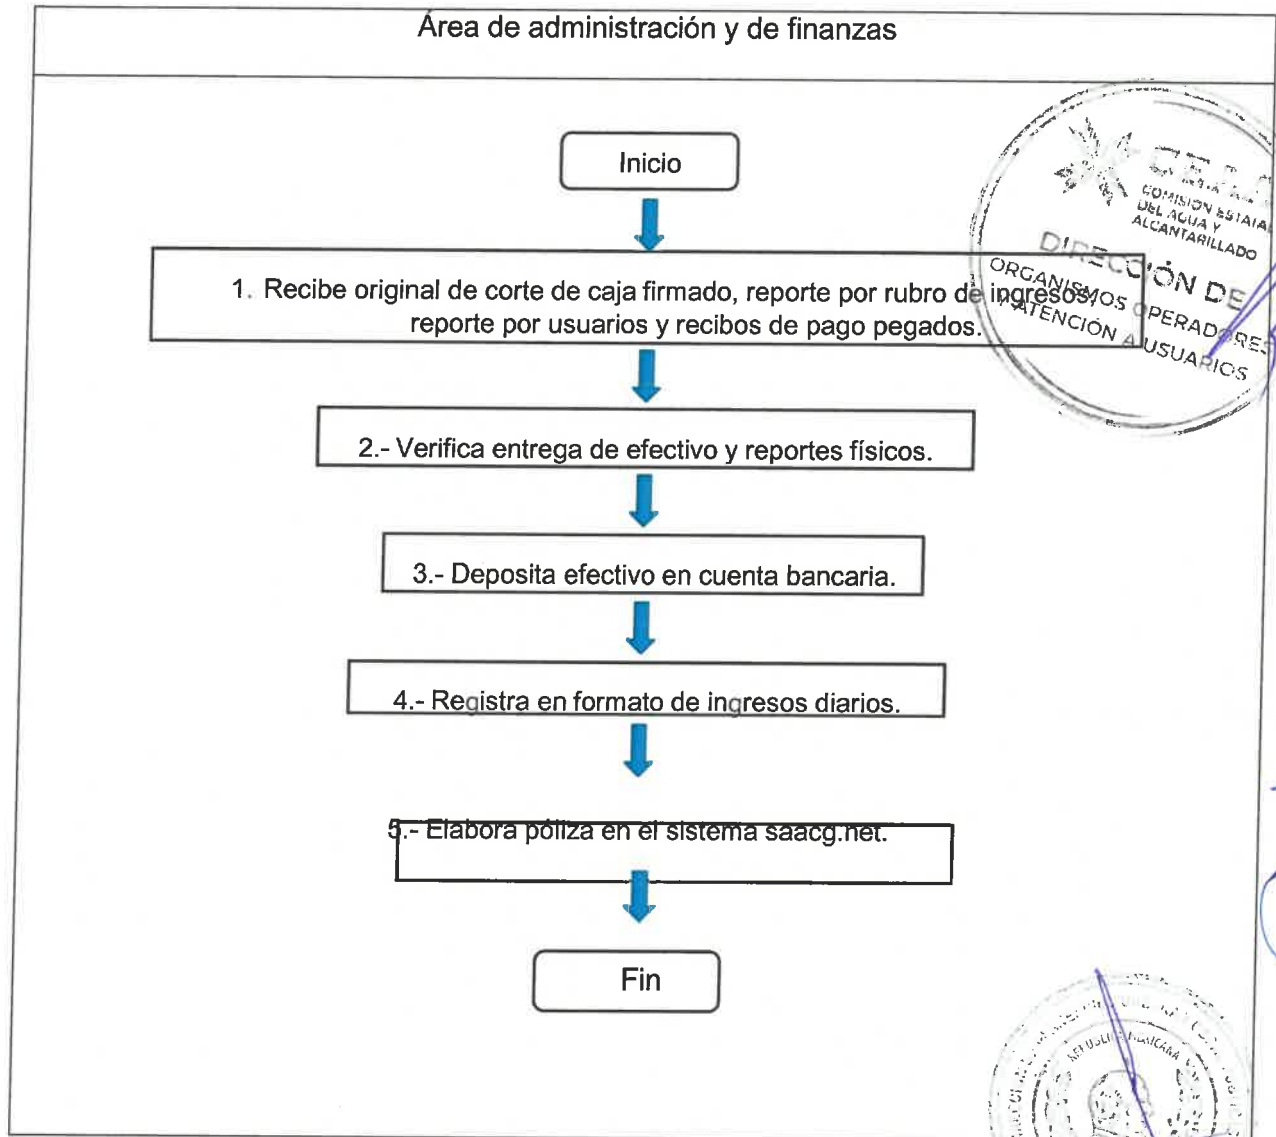 Área de administración y de finanzas
Inicio
COMISIÓN ESTATAL
DEL AGUA Y
ALCANTARILLADO
DIRECCIÓN DE
ORGANISMOS OPERADORES
ATENCIÓN A USUARIOS
1. Recibe original de corte de caja firmado, reporte por rubro de ingresos,
reporte por usuarios y recibos de pago pegados.
2.- Verifica entrega de efectivo y reportes físicos.
3.- Deposita efectivo en cuenta bancaria.
4.- Registra en formato de ingresos diarios.
5.- Elabora póliza en el sistema saacg.net.
Fin
REPUBLICA MEXICANA